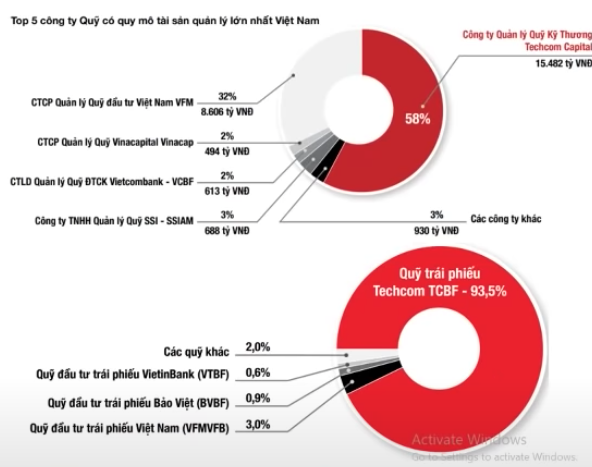 Top 5 công ty Quỹ có quy mô tài sản quản lý lớn nhất Việt Nam
Công ty Quản lý Quỹ Kỹ Thương
Techcom Capital
15.482 tỷ VNĐ
58%
CTCP Quản lý Quỹ đầu tư Việt Nam VFM
32%
8.606 tỷ VNĐ
CTCP Quản lý Quỹ Vinacapital Vinacap
2%
494 tỷ VNĐ
CTLD Quản lý Quỹ ĐTCK Vietcombank - VCBF
2%
613 tỷ VNĐ
Công ty TNHH Quản lý Quỹ SSI - SSIAM
3%
688 tỷ VNĐ
3%
930 tỷ VNĐ
Các công ty khác
Quỹ trái phiếu
Techcom TCBF - 93,5%
Các quỹ khác 2,0%
Quỹ đầu tư trái phiếu VietinBank (VTBF) 0,6%
Quỹ đầu tư trái phiếu Bảo Việt (BVBF) 0,9%
Quỹ đầu tư trái phiếu Việt Nam (VFMVFB) 3,0%
Activate Windows
Go to Settings to activate Windows.